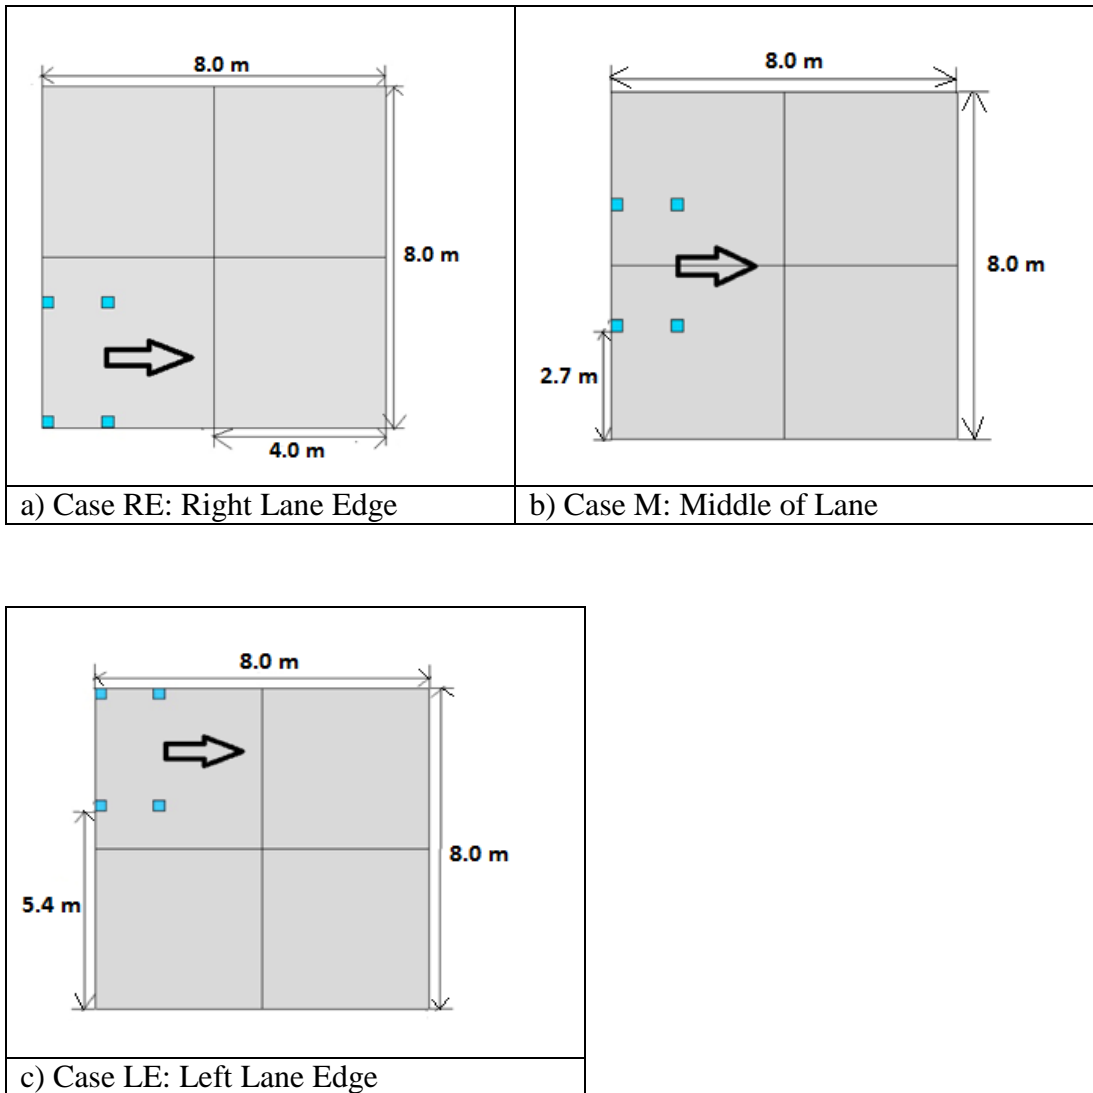 8.0 m
8.0 m
4.0 m
a) Case RE: Right Lane Edge
8.0 m
8.0 m
2.7 m
b) Case M: Middle of Lane
8.0 m
8.0 m
5.4 m
c) Case LE: Left Lane Edge